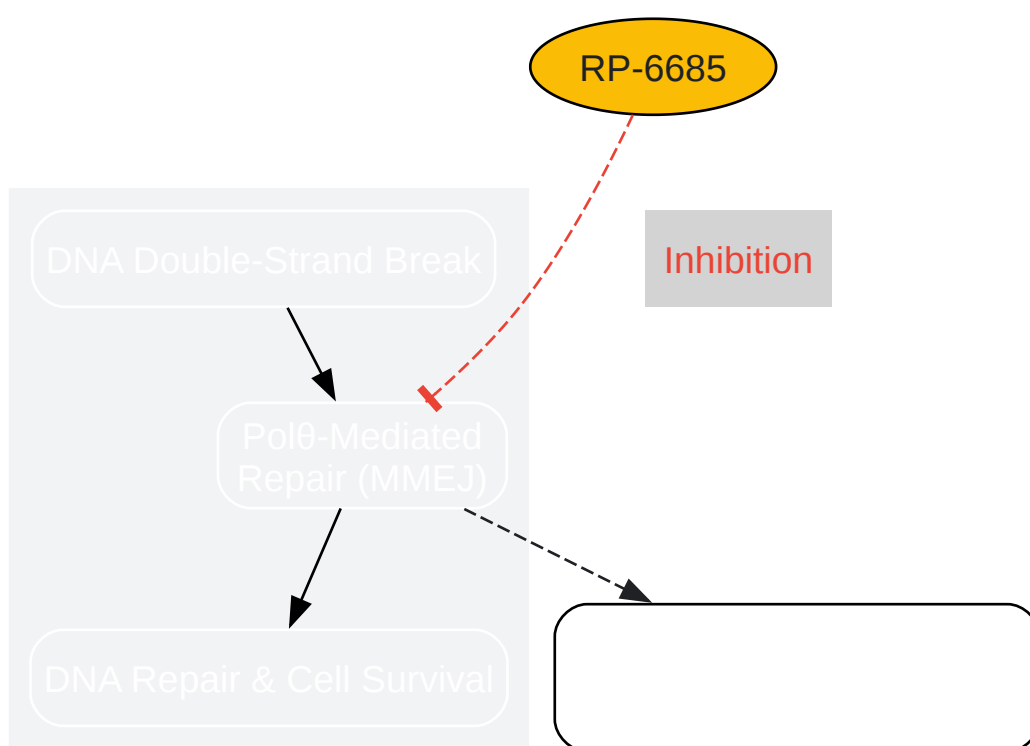 RP-6685
DNA Double-Strand Break
Inhibition
Polθ-Mediated
Repair (MMEJ)
DNA Repair & Cell Survival